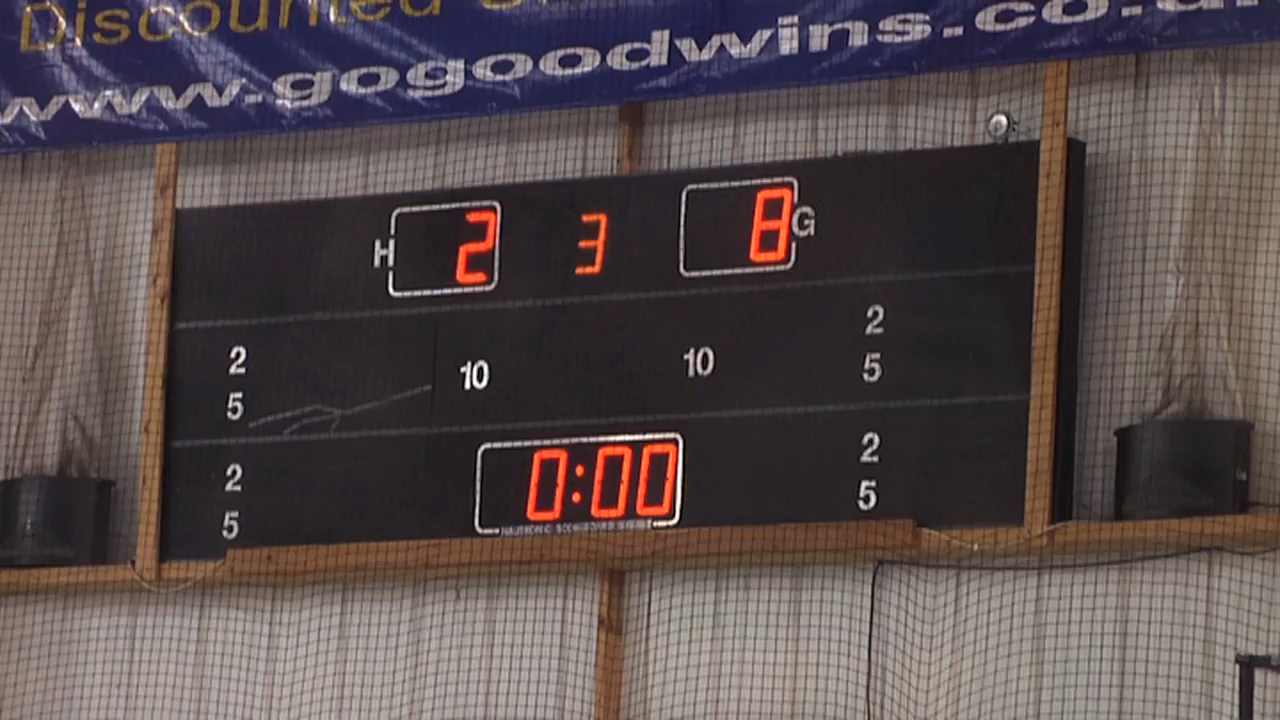 Discounted
www.gogoodwins.co.u
H 2 3 8 G
2 10 10 2
5 5
2 0:00 2
5 5